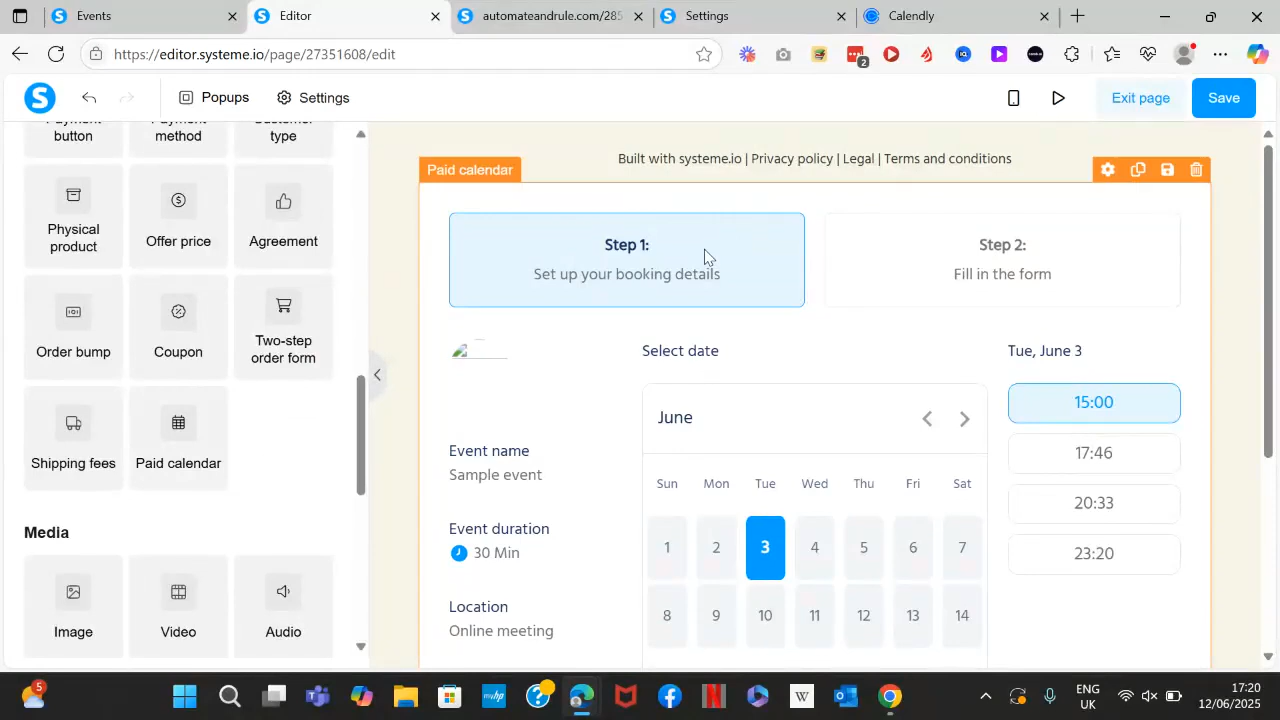 Events
Editor
automateandrule.com/285
Settings
Calendly
https://editor.systeme.io/page/27351608/edit
2
S
Popups
Settings
Exit page
Save
Payment button
Payment method
Customer type
Physical product
Offer price
Agreement
Order bump
Coupon
Two-step order form
Shipping fees
Paid calendar
Media
Image
Video
Audio
Built with systeme.io | Privacy policy | Legal | Terms and conditions
Paid calendar
Step 1:
Set up your booking details
Step 2:
Fill in the form
Select date
Tue, June 3
June
Event name
Sample event
Event duration
30 Min
Location
Online meeting
Sun Mon Tue Wed Thu Fri Sat
1 2 3 4 5 6 7
8 9 10 11 12 13 14
15:00
17:46
20:33
23:20
5
myhp
W
ENG
UK
17:20
12/06/2025